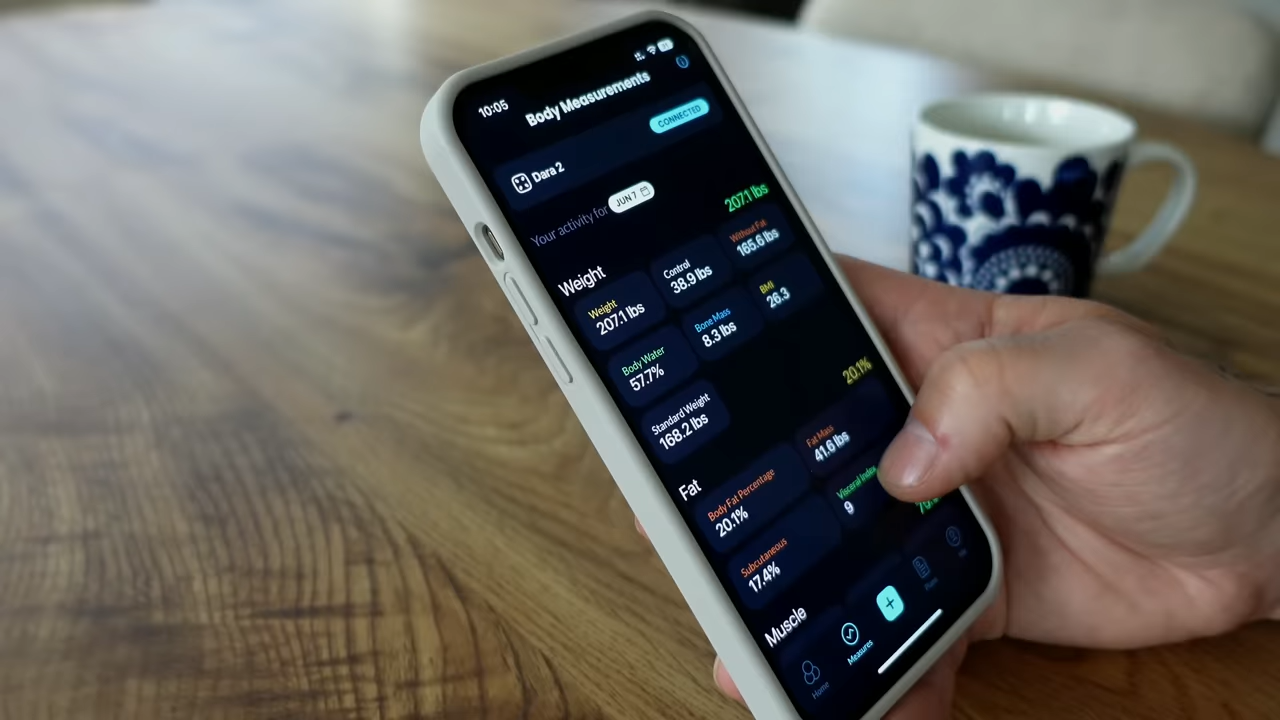 10:05
Body Measurements
Dara 2
CONNECTED
Your activity for JUN 7
Weight
207.1 lbs
Weight
207.1 lbs
Control
38.9 lbs
Without Fat
165.6 lbs
Body Water
57.7%
Bone Mass
8.3 lbs
BMI
26.3
Standard Weight
168.2 lbs
Fat
20.1%
Body Fat Percentage
20.1%
Fat Mass
41.6 lbs
Subcutaneous
17.4%
Visceral Index
9
Muscle
Home
Measures